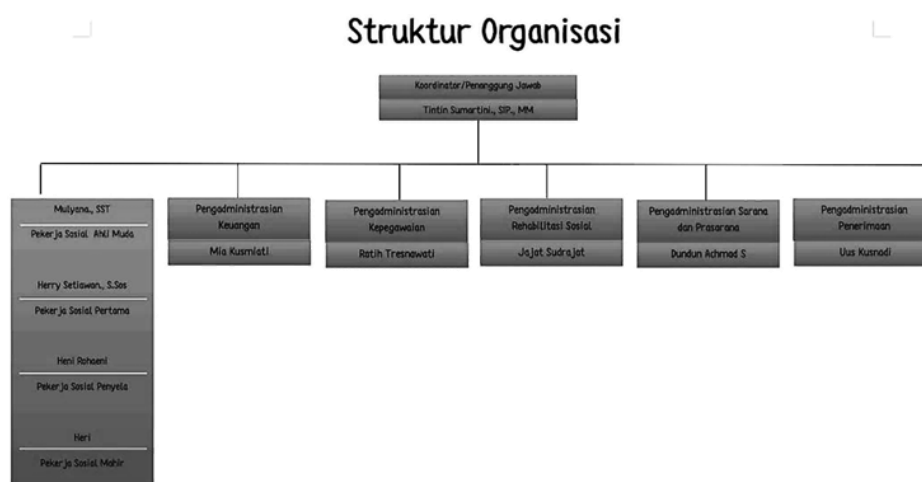 Struktur Organisasi
Koordinator/Penanggung Jawab
Tintin Sumartini., SIP., MM
Mulyana., SST
Pekerja Sosial Ahli Muda
Herry Setiawan., S.Sos
Pekerja Sosial Pertama
Heni Rohaeni
Pekerja Sosial Penyela
Heri
Pekerja Sosial Mahir
Pengadministrasian
Keuangan
Mia Kusmiati
Pengadministrasian
Kepegawaian
Ratih Tresnawati
Pengadministrasian
Rehabilitasi Sosial
Jajat Sudrajat
Pengadministrasian Sarana
dan Prasarana
Dundun Achmad S
Pengadministrasian
Penerimaan
Uus Kusnadi